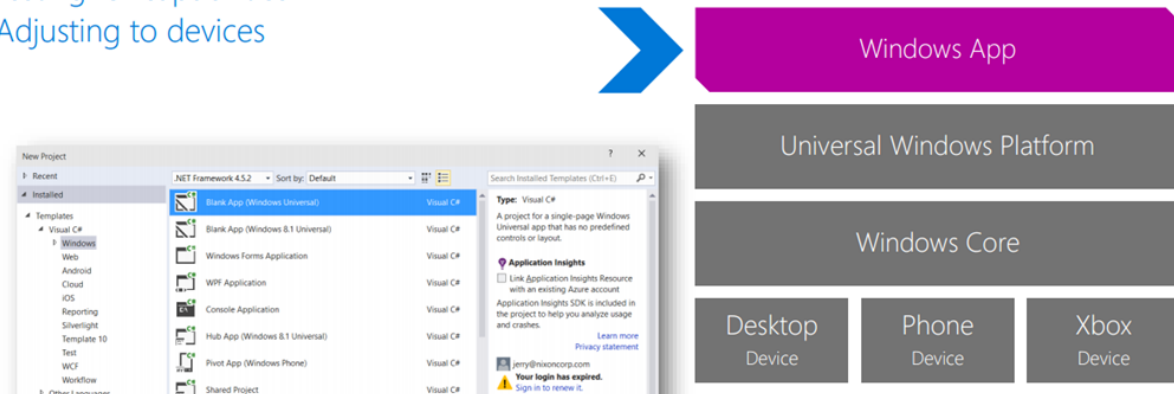 Adjusting to devices
New Project
? ×
Recent
Installed
Templates
Visual C#
Windows
Web
Android
Cloud
iOS
Reporting
Silverlight
Template 10
Test
WCF
Workflow
Other Languages
.NET Framework 4.5.2 Sort by: Default
Blank App (Windows Universal) Visual C#
Blank App (Windows 8.1 Universal) Visual C#
Windows Forms Application Visual C#
WPF Application Visual C#
Console Application Visual C#
Hub App (Windows 8.1 Universal) Visual C#
Pivot App (Windows Phone) Visual C#
Shared Project Visual C#
Search Installed Templates (Ctrl+E)
Type: Visual C#
A project for a single-page Windows
Universal app that has no predefined
controls or layout.
Application Insights
Link Application Insights Resource
with an existing Azure account
Application Insights SDK is included in
the project to help you analyze usage
and crashes.
Learn more
Privacy statement
jerry@nixoncorp.com
Your login has expired.
Sign in to renew it.
Windows App
Universal Windows Platform
Windows Core
Desktop
Device
Phone
Device
Xbox
Device